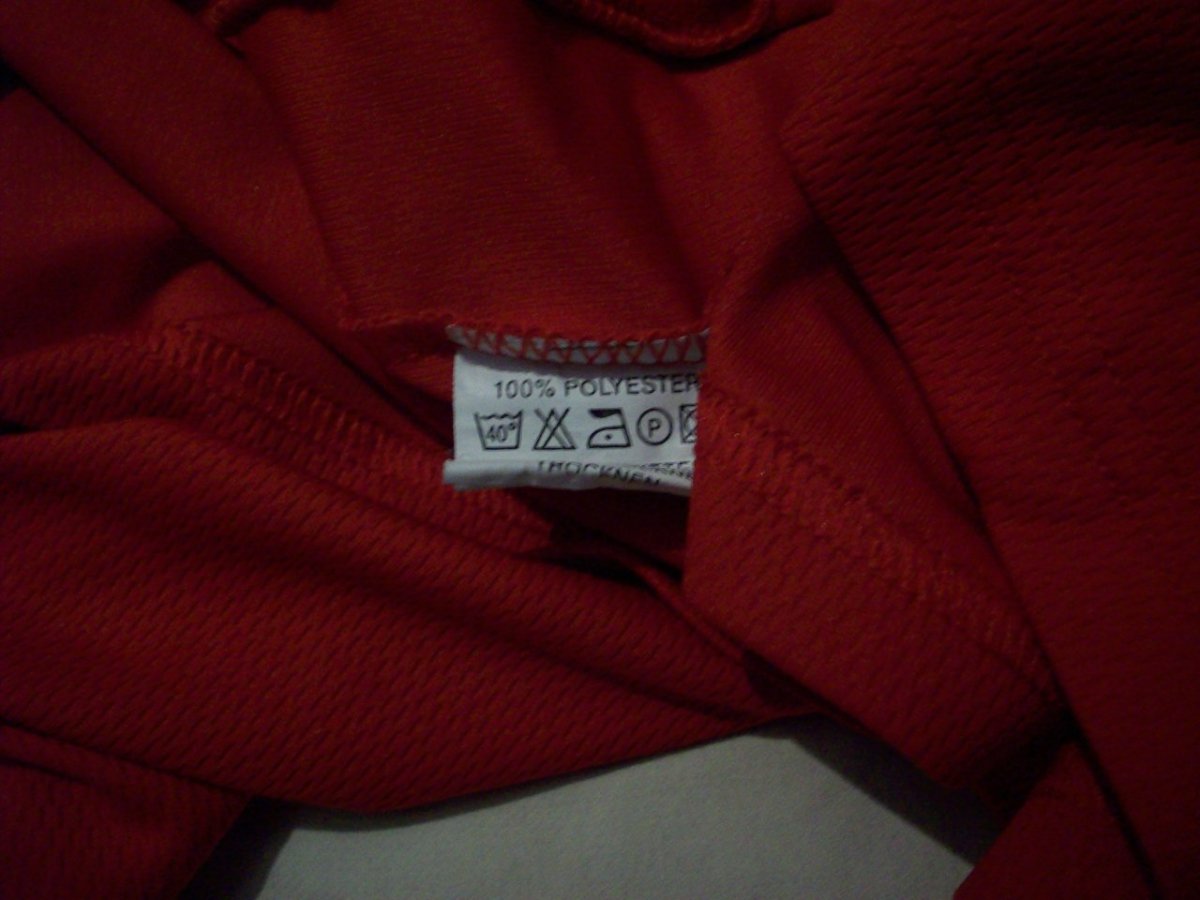 100% POLYESTER
40° P
TROCKNEN